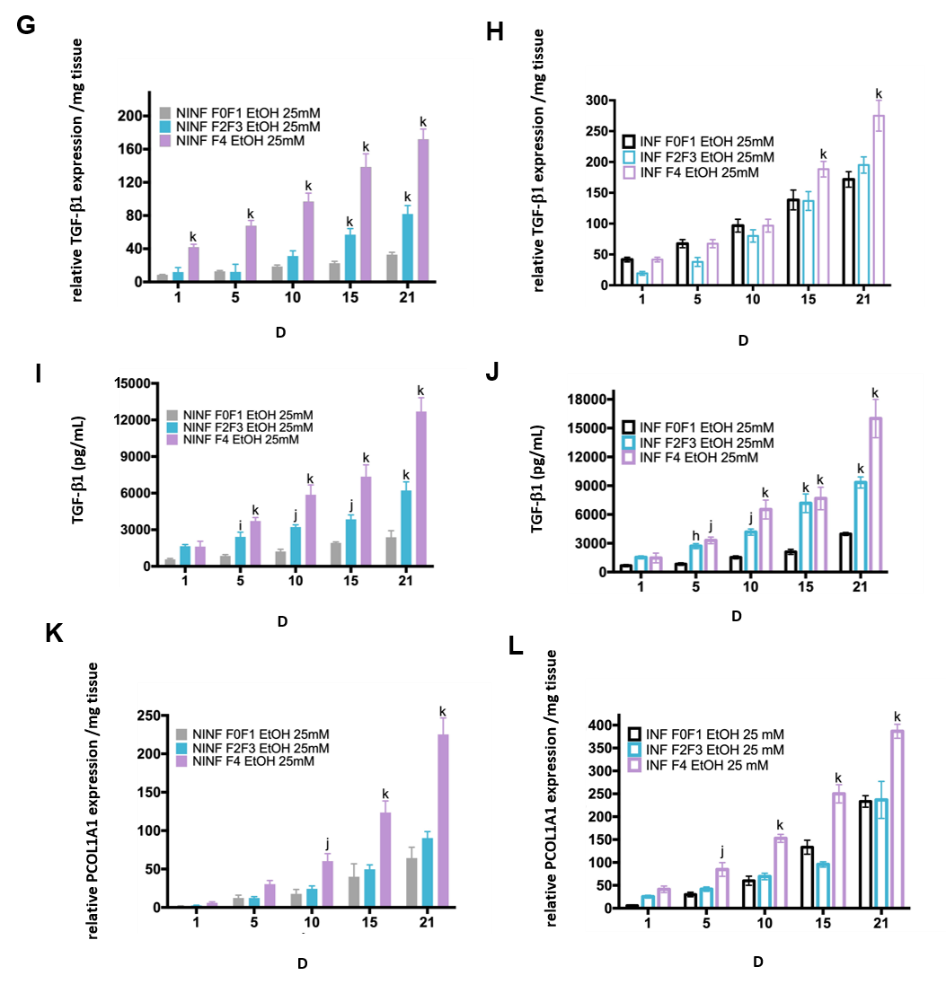 G
relative TGF-β1 expression /mg tissue
NINF F0F1 EtOH 25mM
NINF F2F3 EtOH 25mM
NINF F4 EtOH 25mM
200
160
120
80
40
0
k
k
k
k
k
k
k
1
5
10
15
21
D
H
relative TGF-β1 expression /mg tissue
INF F0F1 EtOH 25mM
INF F2F3 EtOH 25mM
INF F4 EtOH 25mM
300
250
200
150
100
50
0
k
k
1
5
10
15
21
D
I
TGF-β1 (pg/mL)
NINF F0F1 EtOH 25mM
NINF F2F3 EtOH 25mM
NINF F4 EtOH 25mM
15000
12000
9000
6000
3000
0
i
k
j
k
j
k
k
k
1
5
10
15
21
D
J
TGF-β1 (pg/mL)
INF F0F1 EtOH 25mM
INF F2F3 EtOH 25mM
INF F4 EtOH 25mM
18000
15000
12000
9000
6000
3000
0
h
j
j
k
k
k
k
k
1
5
10
15
21
D
K
relative PCOL1A1 expression /mg tissue
NINF F0F1 EtOH 25mM
NINF F2F3 EtOH 25mM
NINF F4 EtOH 25mM
250
200
150
100
50
0
j
k
k
1
5
10
15
21
D
L
relative PCOL1A1 expression /mg tissue
INF F0F1 EtOH 25 mM
INF F2F3 EtOH 25 mM
INF F4 EtOH 25 mM
400
350
300
250
200
150
100
50
0
j
k
k
k
1
5
10
15
21
D